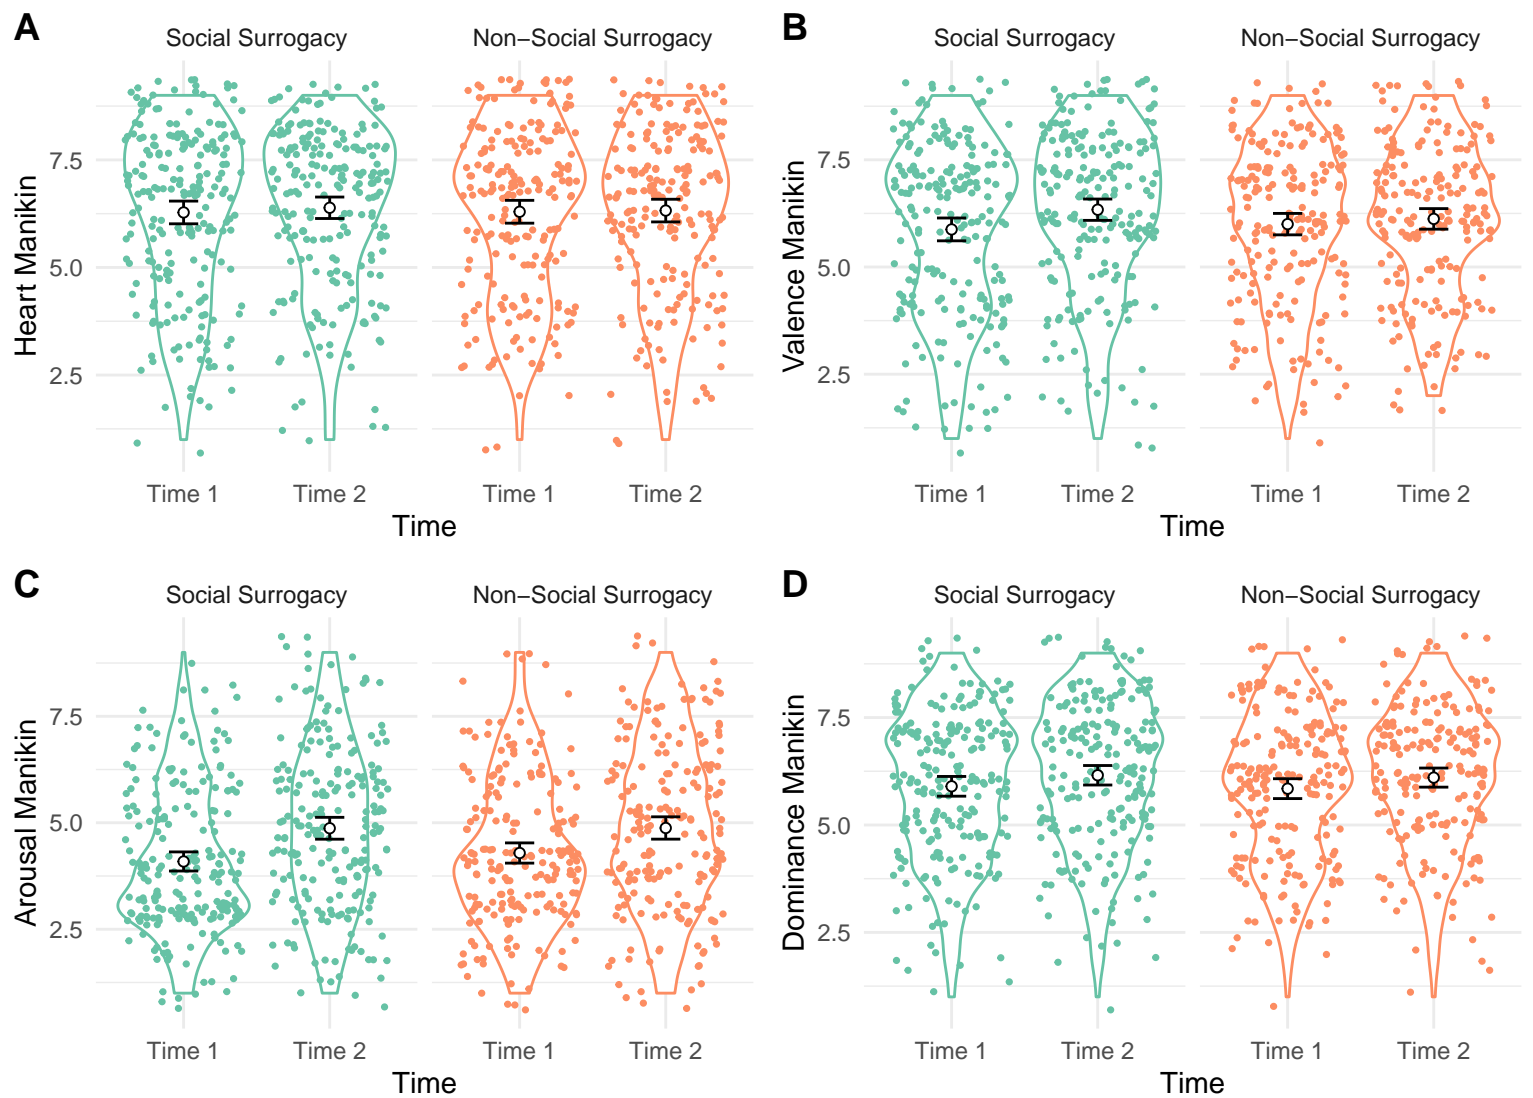 A
Social Surrogacy
Non−Social Surrogacy
Heart Manikin
7.5
5.0
2.5
Time 1
Time 2
Time 1
Time 2
Time
B
Social Surrogacy
Non−Social Surrogacy
Valence Manikin
7.5
5.0
2.5
Time 1
Time 2
Time 1
Time 2
Time
C
Social Surrogacy
Non−Social Surrogacy
Arousal Manikin
7.5
5.0
2.5
Time 1
Time 2
Time 1
Time 2
Time
D
Social Surrogacy
Non−Social Surrogacy
Dominance Manikin
7.5
5.0
2.5
Time 1
Time 2
Time 1
Time 2
Time